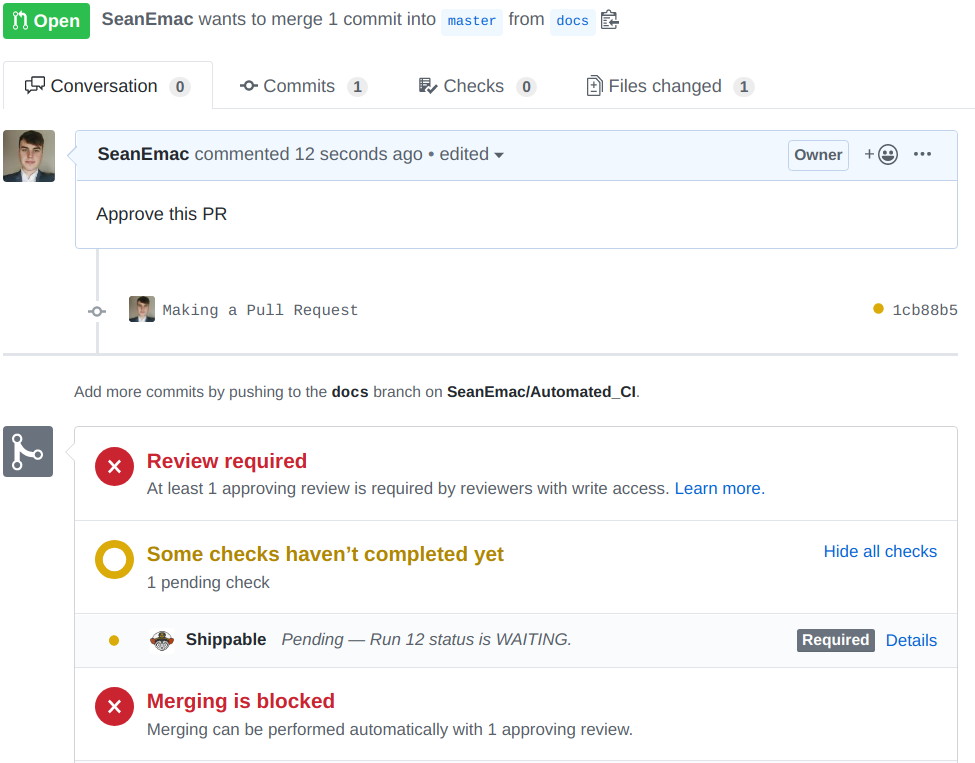 Open SeanEmac wants to merge 1 commit into master from docs
Conversation 0 Commits 1 Checks 0 Files changed 1
SeanEmac commented 12 seconds ago • edited Owner
Approve this PR
Making a Pull Request 1cb88b5
Add more commits by pushing to the docs branch on SeanEmac/Automated_CI.
Review required
At least 1 approving review is required by reviewers with write access. Learn more.
Some checks haven’t completed yet Hide all checks
1 pending check
Shippable Pending — Run 12 status is WAITING. Required Details
Merging is blocked
Merging can be performed automatically with 1 approving review.